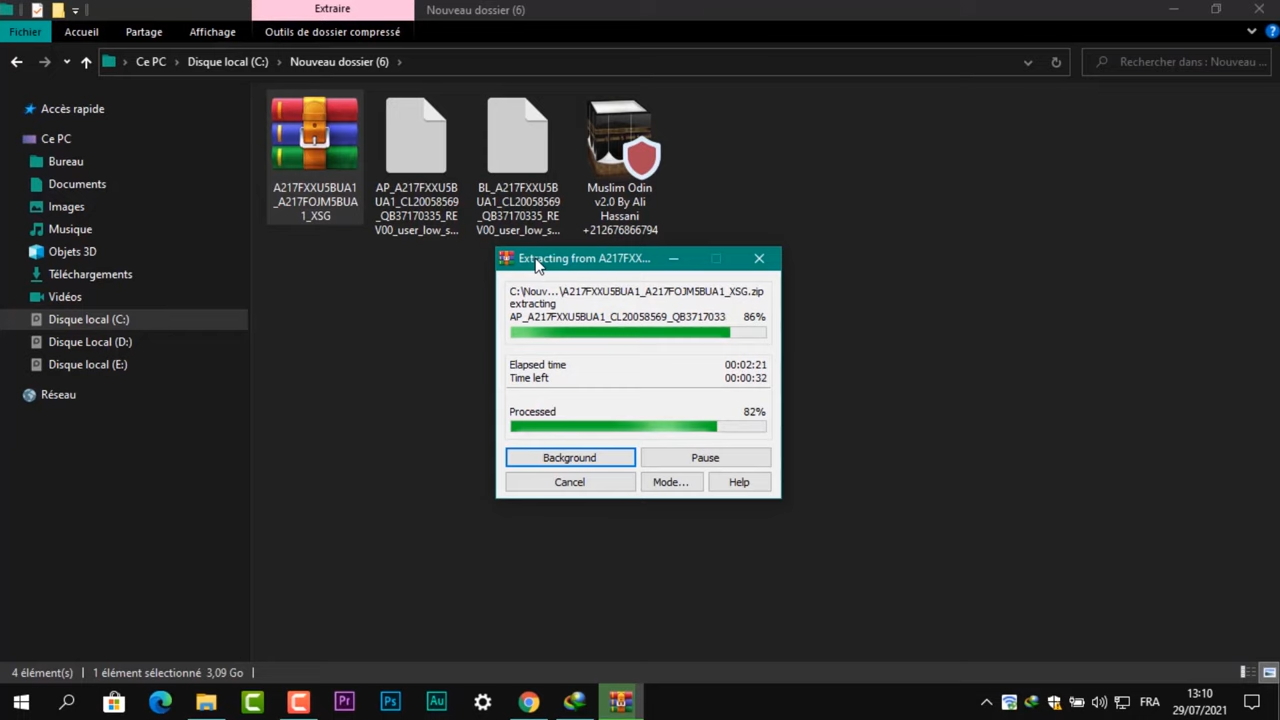 Extraire
Nouveau dossier (6)
Fichier
Accueil
Partage
Affichage
Outils de dossier compressé
Ce PC
Disque local (C:)
Nouveau dossier (6)
Rechercher dans : Nouveau ...
Accès rapide
Ce PC
Bureau
Documents
Images
Musique
Objets 3D
Téléchargements
Vidéos
Disque local (C:)
Disque Local (D:)
Disque local (E:)
Réseau
A217FXXU5BUA1
_A217FOJM5BUA
1_XSG
AP_A217FXXU5B
UA1_CL20058569
_QB37170335_RE
V00_user_low_s...
BL_A217FXXU5B
UA1_CL20058569
_QB37170335_RE
V00_user_low_s...
Muslim Odin
v2.0 By Ali
Hassani
+212676866794
Extracting from A217FXX...
C:\Nouv...\A217FXXU5BUA1_A217FOJM5BUA1_XSG.zip
extracting
AP_A217FXXU5BUA1_CL20058569_QB3717033
86%
Elapsed time
00:02:21
Time left
00:00:32
Processed
82%
Background
Pause
Cancel
Mode...
Help
4 élément(s)
1 élément sélectionné 3,09 Go
Pr
Ps
Au
FRA
13:10
29/07/2021